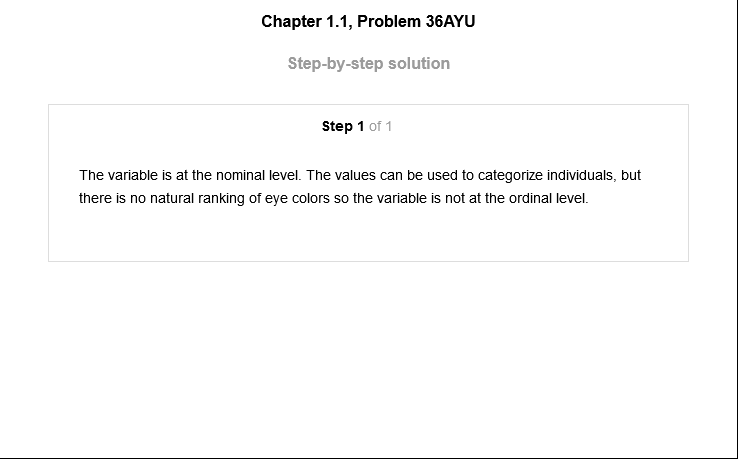 Chapter 1.1, Problem 36AYU
Step-by-step solution
Step 1 of 1
The variable is at the nominal level. The values can be used to categorize individuals, but
there is no natural ranking of eye colors so the variable is not at the ordinal level.